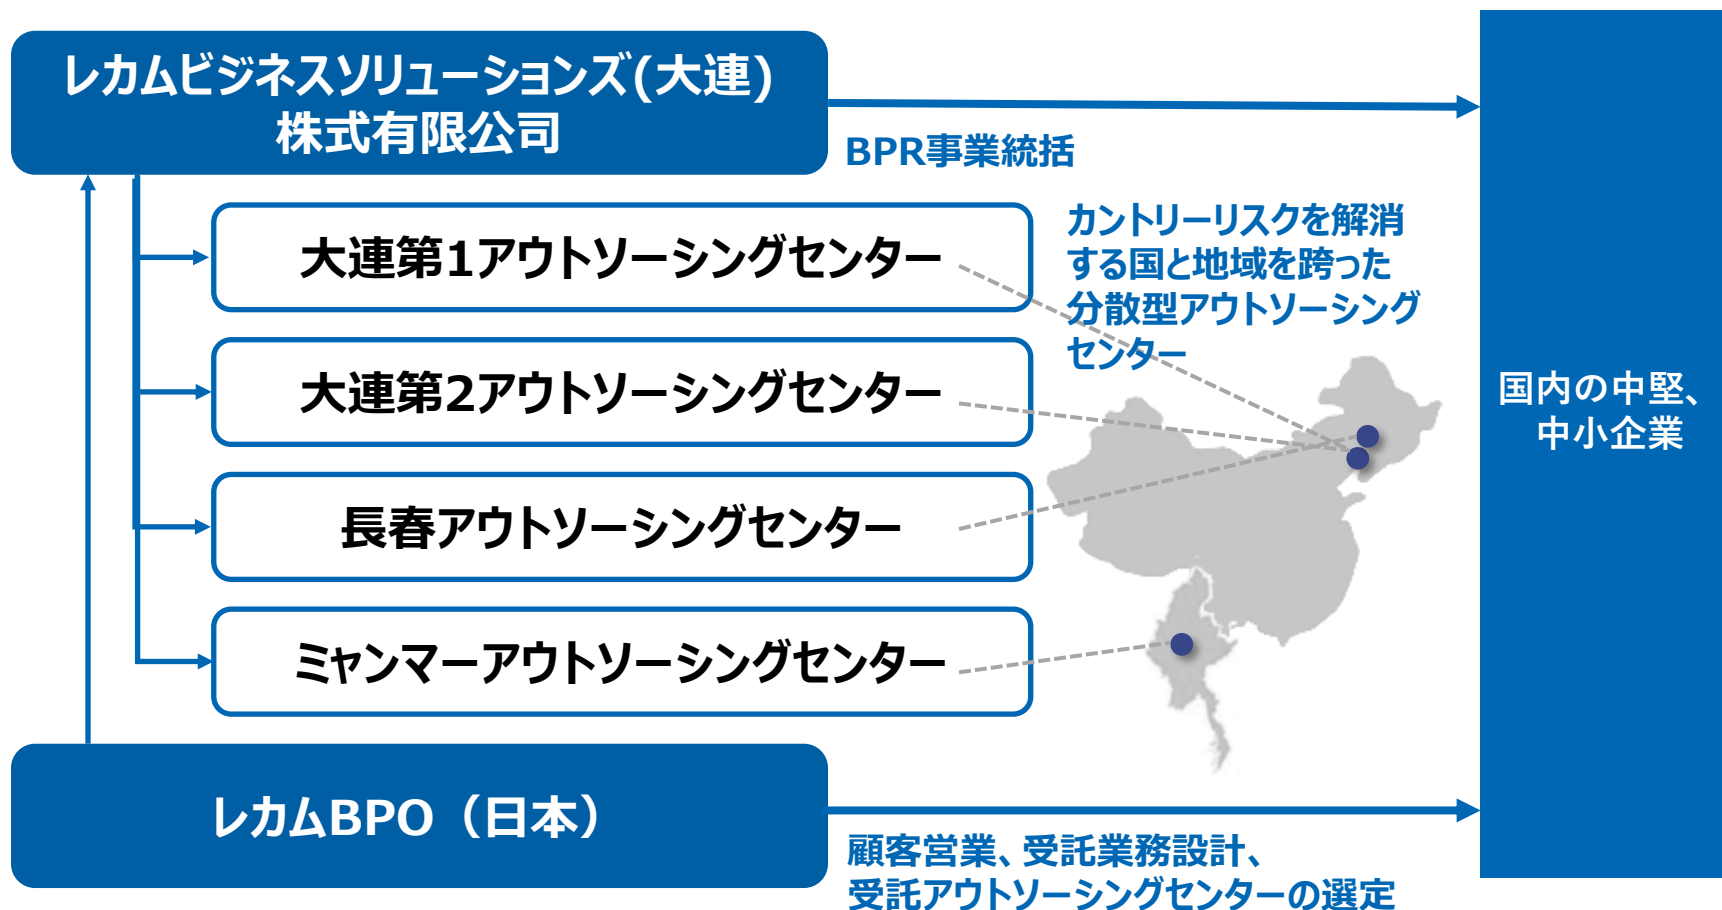 レカムビジネスソリューションズ(大連)
株式有限公司
BPR事業統括
大連第1アウトソーシングセンター
大連第2アウトソーシングセンター
長春アウトソーシングセンター
ミャンマーアウトソーシングセンター
カントリーリスクを解消
する国と地域を跨った
分散型アウトソーシング
センター
国内の中堅、
中小企業
レカムBPO（日本）
顧客営業、受託業務設計、
受託アウトソーシングセンターの選定